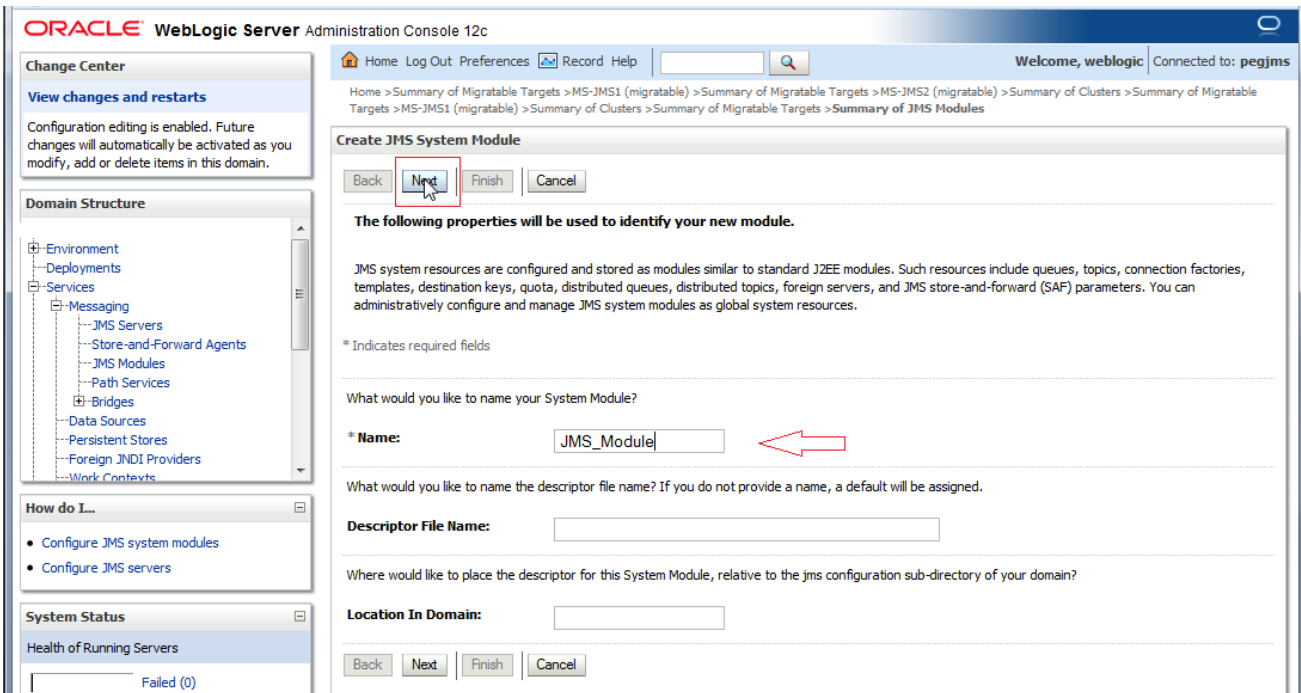 ORACLE WebLogic Server Administration Console 12c
Change Center
View changes and restarts
Configuration editing is enabled. Future
changes will automatically be activated as you
modify, add or delete items in this domain.
Domain Structure
Environment
Deployments
Services
Messaging
JMS Servers
Store-and-Forward Agents
JMS Modules
Path Services
Bridges
Data Sources
Persistent Stores
Foreign JNDI Providers
Work Contexts
How do I...
Configure JMS system modules
Configure JMS servers
System Status
Health of Running Servers
Failed (0)
Home Log Out Preferences Record Help
Welcome, weblogic Connected to: pegjms
Home >Summary of Migratable Targets >MS-JMS1 (migratable) >Summary of Migratable Targets >MS-JMS2 (migratable) >Summary of Clusters >Summary of Migratable
Targets >MS-JMS1 (migratable) >Summary of Clusters >Summary of Migratable Targets >Summary of JMS Modules
Create JMS System Module
Back Next Finish Cancel
The following properties will be used to identify your new module.
JMS system resources are configured and stored as modules similar to standard J2EE modules. Such resources include queues, topics, connection factories,
templates, destination keys, quota, distributed queues, distributed topics, foreign servers, and JMS store-and-forward (SAF) parameters. You can
administratively configure and manage JMS system modules as global system resources.
* Indicates required fields
What would you like to name your System Module?
* Name: JMS_Module
What would you like to name the descriptor file name? If you do not provide a name, a default will be assigned.
Descriptor File Name:
Where would like to place the descriptor for this System Module, relative to the jms configuration sub-directory of your domain?
Location In Domain:
Back Next Finish Cancel